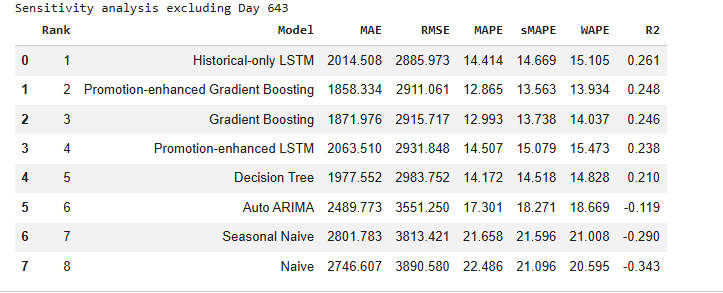 Sensitivity analysis excluding Day 643
Rank Model MAE RMSE MAPE sMAPE WAPE R2
0 1 Historical-only LSTM 2014.508 2885.973 14.414 14.669 15.105 0.261
1 2 Promotion-enhanced Gradient Boosting 1858.334 2911.061 12.865 13.563 13.934 0.248
2 3 Gradient Boosting 1871.976 2915.717 12.993 13.738 14.037 0.246
3 4 Promotion-enhanced LSTM 2063.510 2931.848 14.507 15.079 15.473 0.238
4 5 Decision Tree 1977.552 2983.752 14.172 14.518 14.828 0.210
5 6 Auto ARIMA 2489.773 3551.250 17.301 18.271 18.669 -0.119
6 7 Seasonal Naive 2801.783 3813.421 21.658 21.596 21.008 -0.290
7 8 Naive 2746.607 3890.580 22.486 21.096 20.595 -0.343